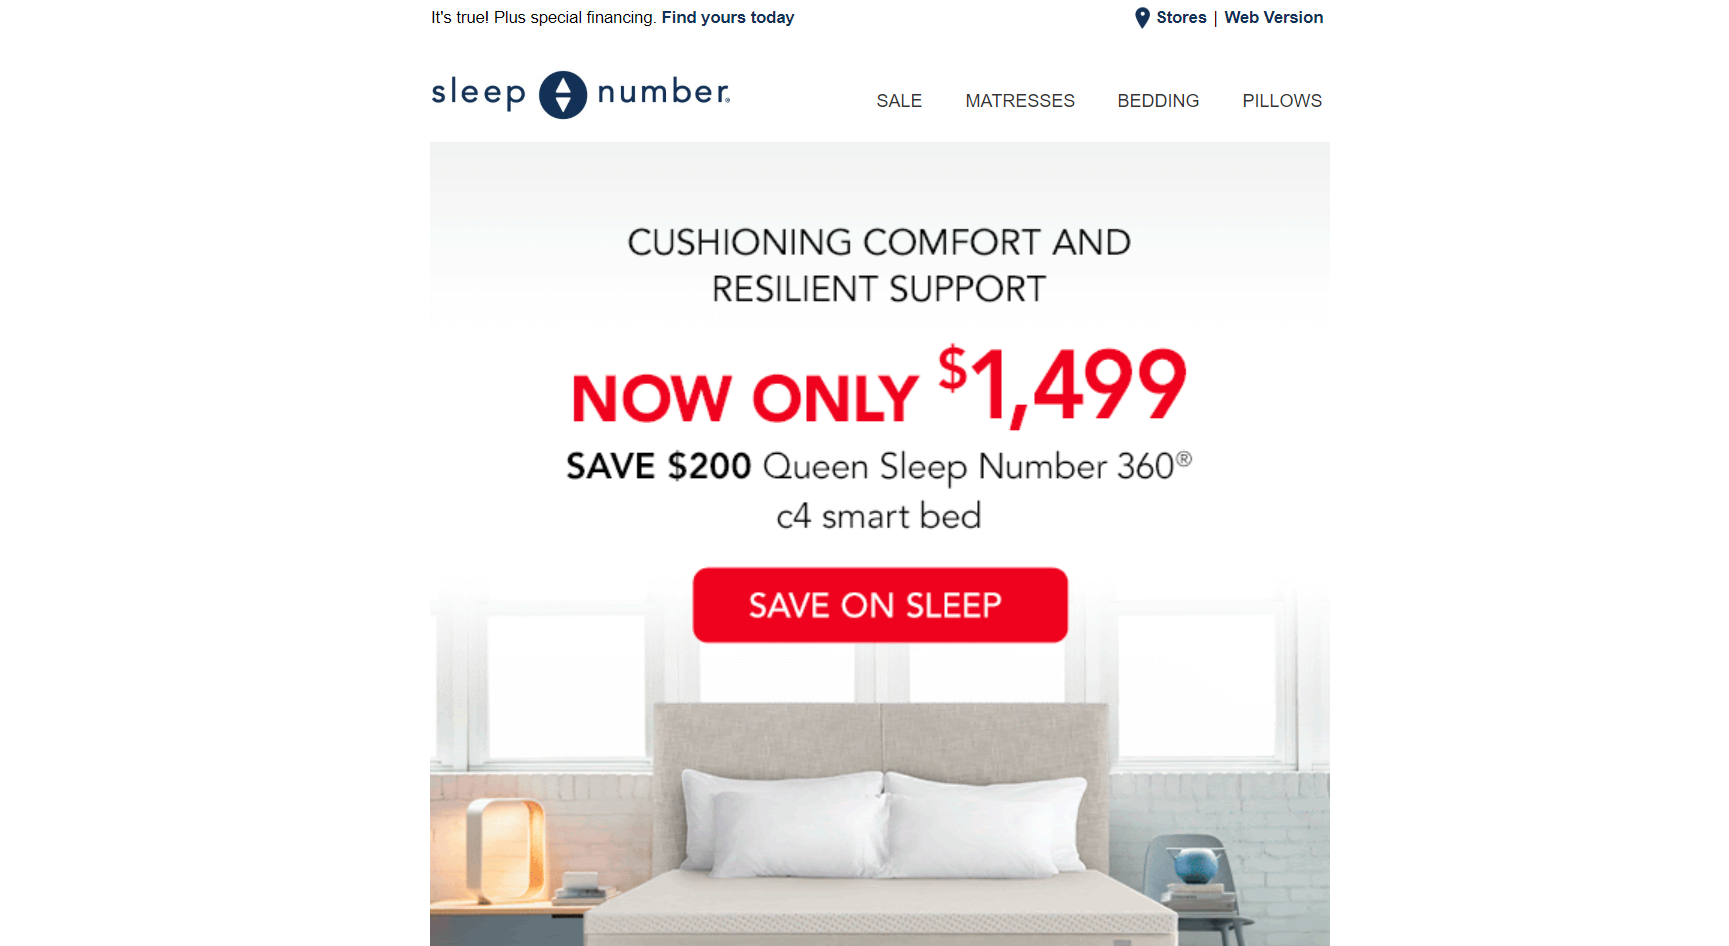 It's true! Plus special financing. Find yours today
Stores | Web Version
sleep number®
SALE MATRESSES BEDDING PILLOWS
CUSHIONING COMFORT AND
RESILIENT SUPPORT
NOW ONLY $1,499
SAVE $200 Queen Sleep Number 360®
c4 smart bed
SAVE ON SLEEP